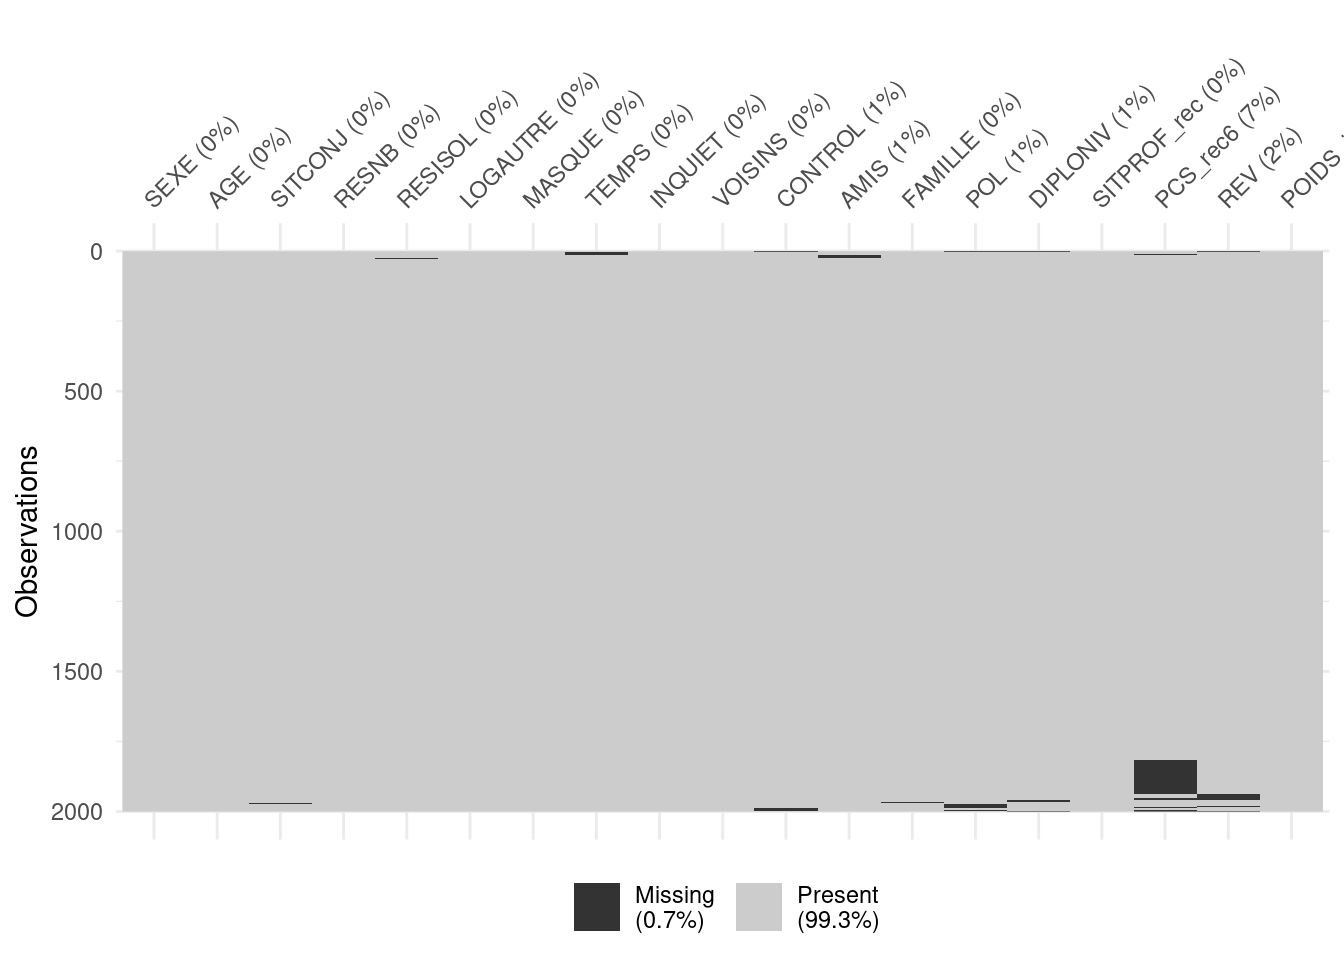 SEXE (0%)
AGE (0%)
SITCONJ (0%)
RESNB (0%)
RESISOL (0%)
LOGAUTRE (0%)
MASQUE (0%)
TEMPS (0%)
INQUIET (0%)
VOISINS (0%)
CONTROL (1%)
AMIS (1%)
FAMILLE (0%)
POL (1%)
DIPLONIV (1%)
SITPROF_rec (0%)
PCS_rec6 (7%)
REV (2%)
POIDS
0
500
1000
1500
2000
Observations
Missing
(0.7%)
Present
(99.3%)